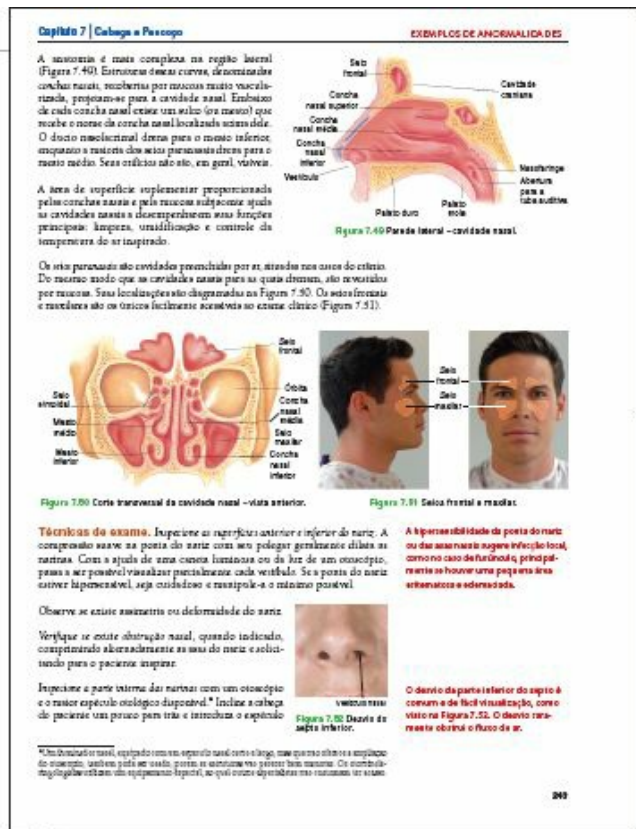 Capítulo 7 | Cabeça e Pescoço
EXEMPLOS DE ANORMALIDADES
A anatomia é mais complexa na região lateral
(Figura 7.49). Estruturas ósseas curvas, denominadas
conchas nasais, recobertas por mucosa muito vascula-
rizada, projetam-se para a cavidade nasal. Embaixo
de cada concha nasal existe um sulco (ou meato) que
recebe o nome da concha nasal localizada acima dele.
O ducto nasolacrimal drena para o meato inferior,
enquanto a maioria dos seios paranasais drena para o
meato médio. Seus orifícios não são, em geral, visíveis.
A área de superfície suplementar proporcionada
pelas conchas nasais e pela mucosa subjacente ajuda
as cavidades nasais a desempenharem suas funções
principais: limpeza, umidificação e controle da
temperatura do ar inspirado.
Seio
frontal
Concha
nasal superior
Concha
nasal média
Concha
nasal
inferior
Vestíbulo
Cavidade
craniana
Nasofaringe
Abertura
para a
tuba auditiva
Palato duro
Palato
mole
Figura 7.49 Parede lateral – cavidade nasal.
Os seios paranasais são cavidades preenchidas por ar, situadas nos ossos do crânio.
Do mesmo modo que as cavidades nasais para as quais drenam, são revestidos
por mucosa. Suas localizações são diagramadas na Figura 7.50. Os seios frontais
e maxilares são os únicos facilmente acessíveis ao exame clínico (Figura 7.51).
Seio
etmoidal
Meato
médio
Meato
inferior
Seio
frontal
Órbita
Concha
nasal
média
Seio
maxilar
Concha
nasal
inferior
Seio
frontal
Seio
maxilar
Figura 7.50 Corte transversal da cavidade nasal – vista anterior.
Figura 7.51 Seios frontal e maxilar.
Técnicas de exame. Inspecione as superfícies anterior e inferior do nariz. A
compressão suave na ponta do nariz com seu polegar geralmente dilata as
narinas. Com a ajuda de uma caneta luminosa ou da luz de um otoscópio,
passa a ser possível visualizar parcialmente cada vestíbulo. Se a ponta do nariz
estiver hipersensível, seja cuidadoso e manipule-a o mínimo possível.
A hipersensibilidade da ponta do nariz
ou das asas nasais sugere infecção local,
como no caso de furúnculo, principal-
mente se houver uma pequena área
eritematosa e edemaciada.
Observe se existe assimetria ou deformidade do nariz.
Verifique se existe obstrução nasal, quando indicado,
comprimindo alternadamente as asas do nariz e solici-
tando para o paciente inspirar.
Inspecione a parte interna das narinas com um otoscópio
e o maior espéculo otológico disponível.* Incline a cabeça
do paciente um pouco para trás e introduza o espéculo
Vestíbulo nasal
Figura 7.52 Desvio de
septo inferior.
O desvio da parte inferior do septo é
comum e de fácil visualização, como
visto na Figura 7.52. O desvio rara-
mente obstrui o fluxo de ar.
249